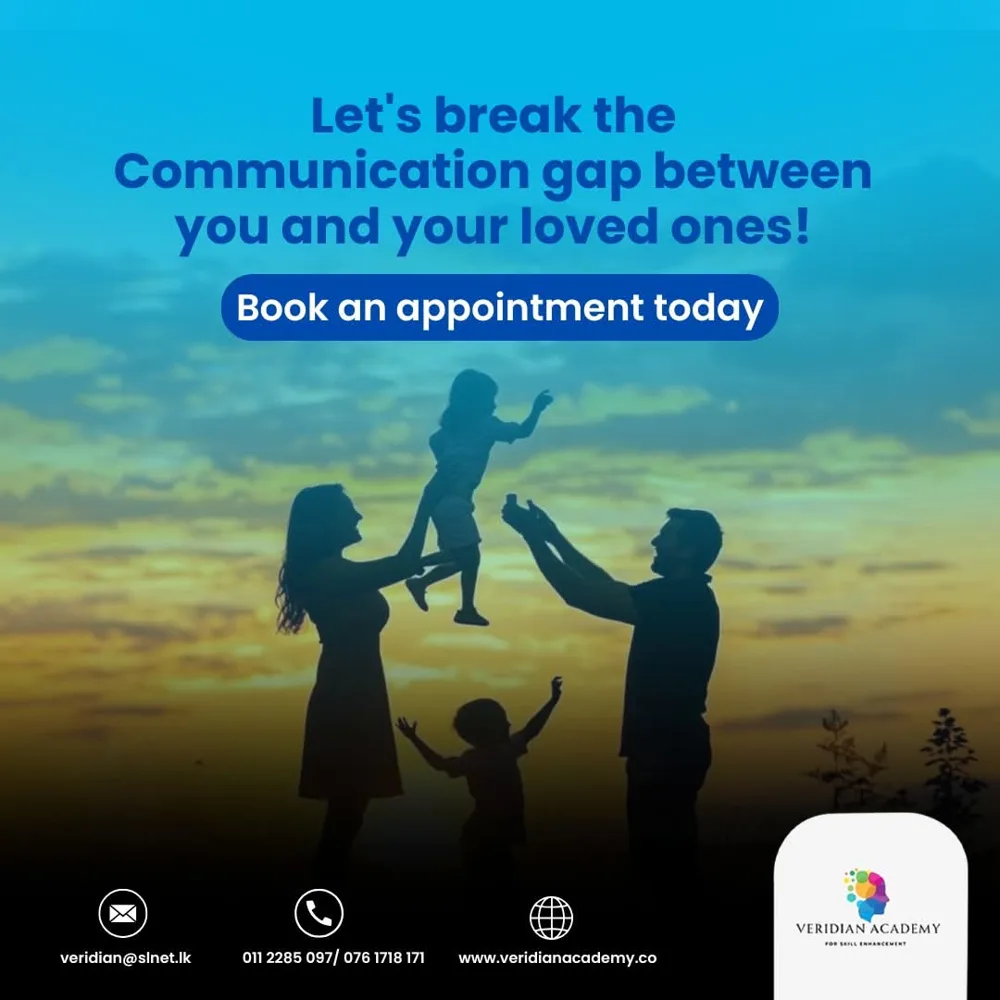 Let's break the
Communication gap between
you and your loved ones!
Book an appointment today
veridian@slnet.lk
011 2285 097/ 076 1718 171
www.veridianacademy.co
VERIDIAN ACADEMY
FOR SKILL ENHANCEMENT